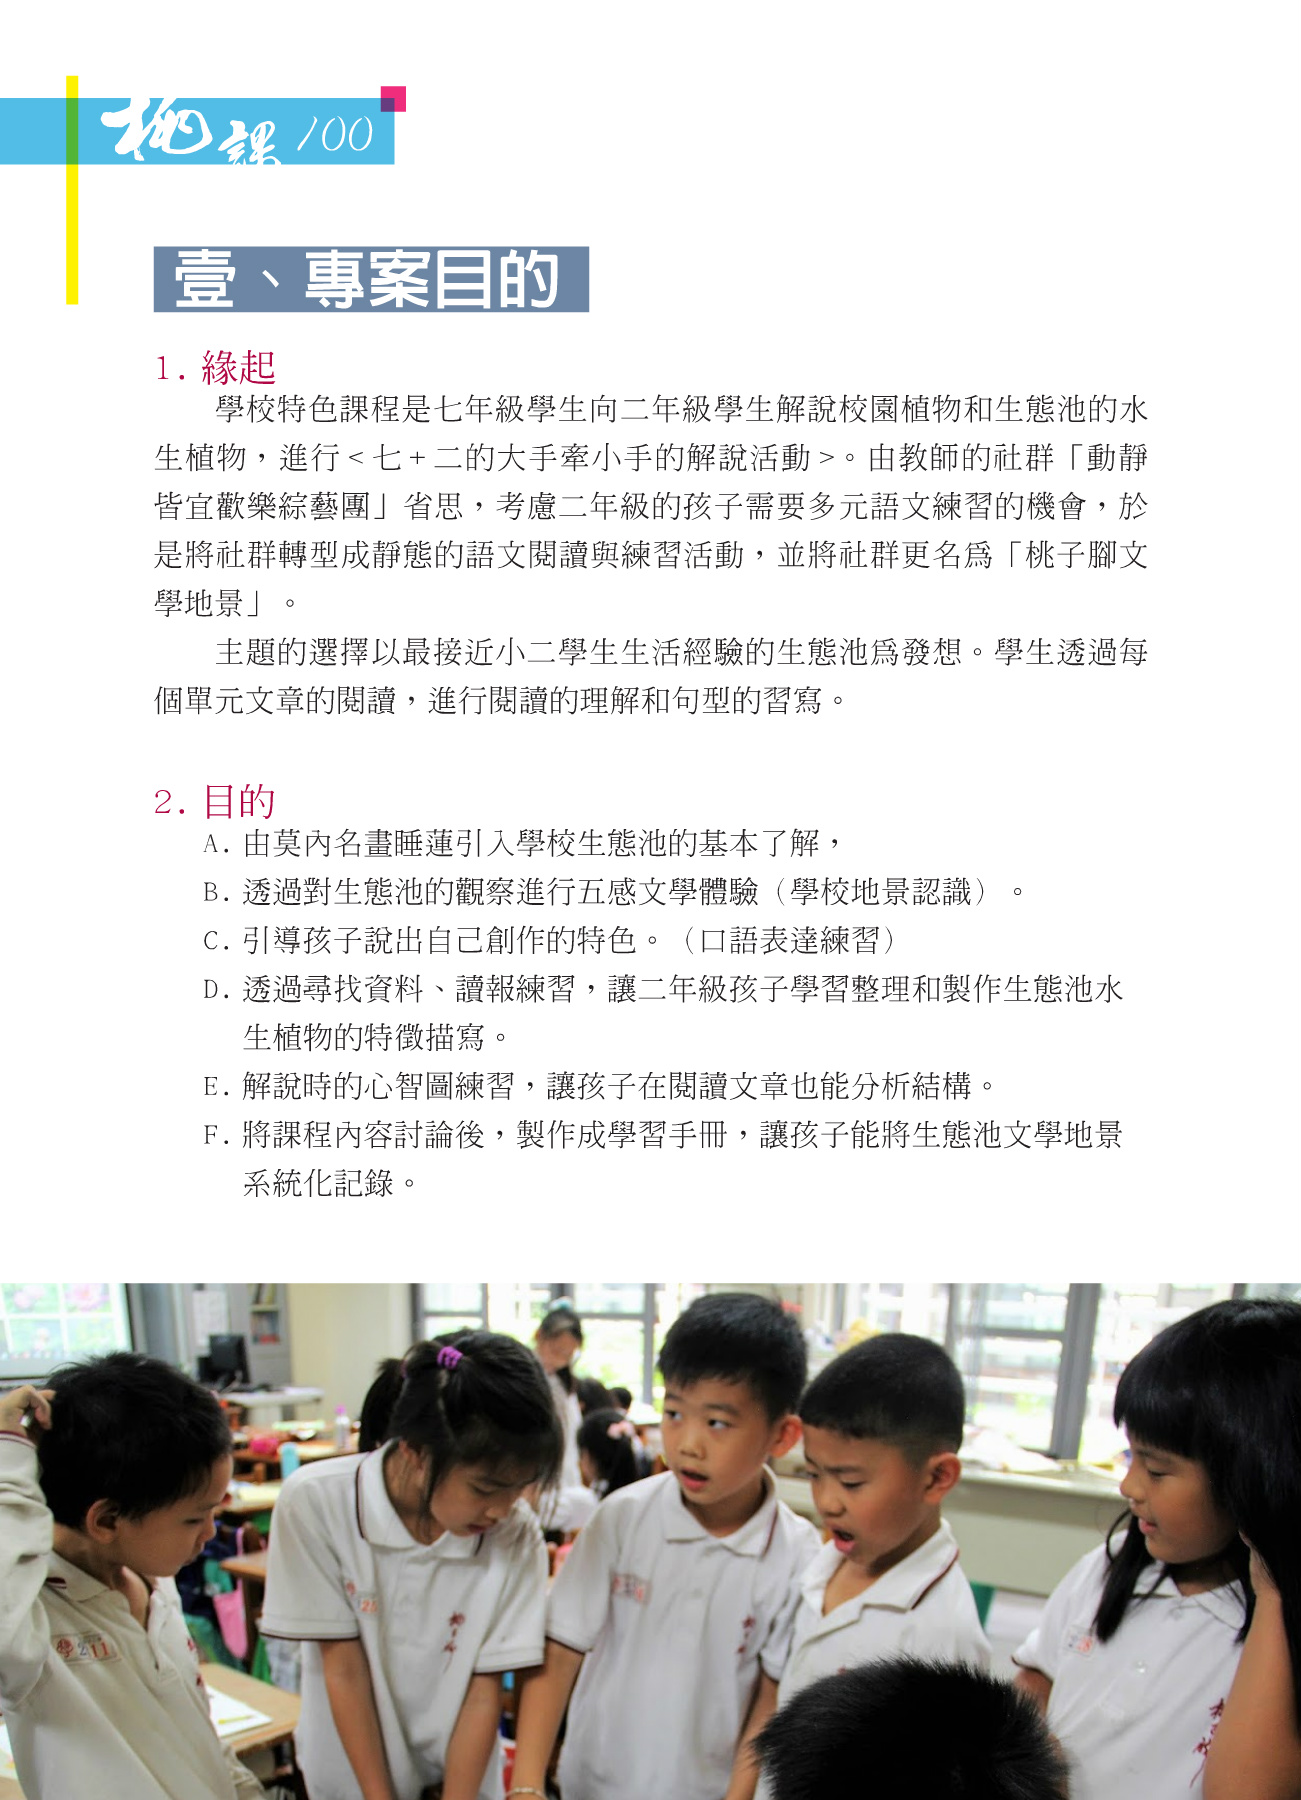 桃課 100
壹、專案目的
1. 緣起
學校特色課程是七年級學生向二年級學生解說校園植物和生態池的水
生植物，進行<七+二的大手牽小手的解說活動>。由教師的社群「動靜
皆宜歡樂綜藝團」省思，考慮二年級的孩子需要多元語文練習的機會，於
是將社群轉型成靜態的語文閱讀與練習活動，並將社群更名為「桃子腳文
學地景」。
主題的選擇以最接近小二學生生活經驗的生態池為發想。學生透過每
個單元文章的閱讀，進行閱讀的理解和句型的習寫。
2. 目的
A. 由莫內名畫睡蓮引入學校生態池的基本了解，
B. 透過對生態池的觀察進行五感文學體驗（學校地景認識）。
C. 引導孩子說出自己創作的特色。（口語表達練習）
D. 透過尋找資料、讀報練習，讓二年級孩子學習整理和製作生態池水
生植物的特徵描寫。
E. 解說時的心智圖練習，讓孩子在閱讀文章也能分析結構。
F. 將課程內容討論後，製作成學習手冊，讓孩子能將生態池文學地景
系統化記錄。
211